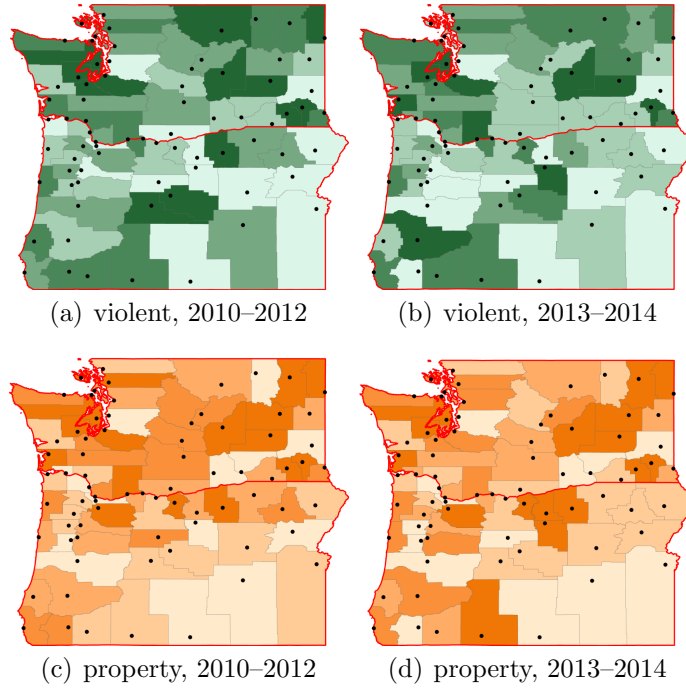 (a) violent, 2010–2012
(b) violent, 2013–2014
(c) property, 2010–2012
(d) property, 2013–2014